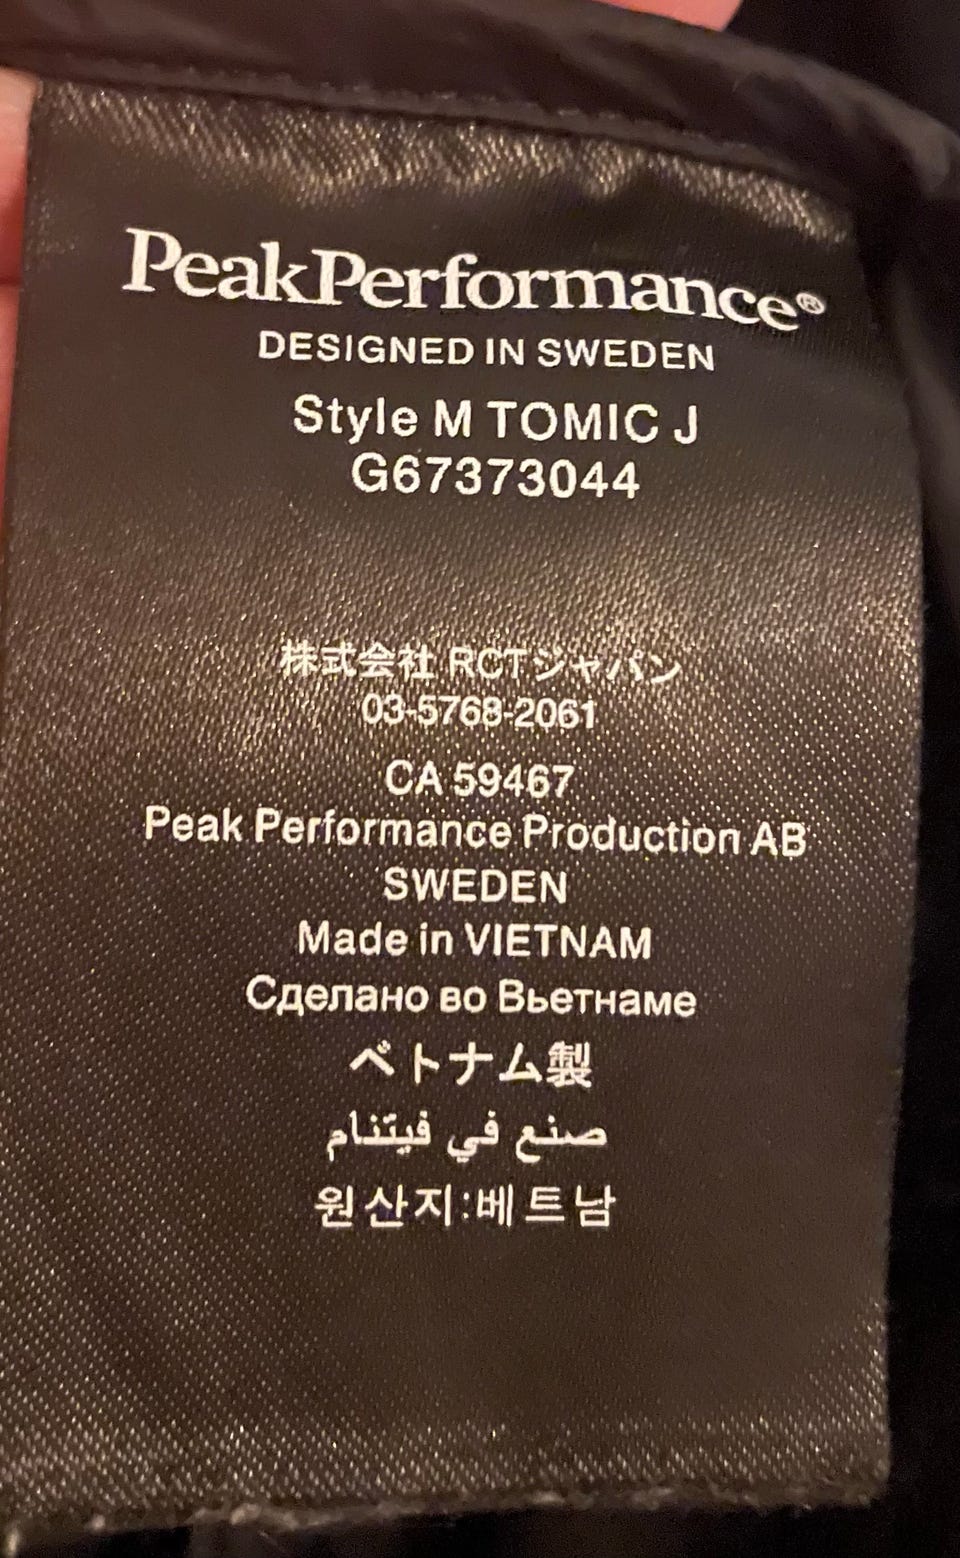 PeakPerformance®
DESIGNED IN SWEDEN
Style M TOMIC J
G67373044
株式会社 RCTジャパン
03-5768-2061
CA 59467
Peak Performance Production AB
SWEDEN
Made in VIETNAM
Сделано во Вьетнаме
ベトナム製
صنع في فيتنام
원산지:베트남